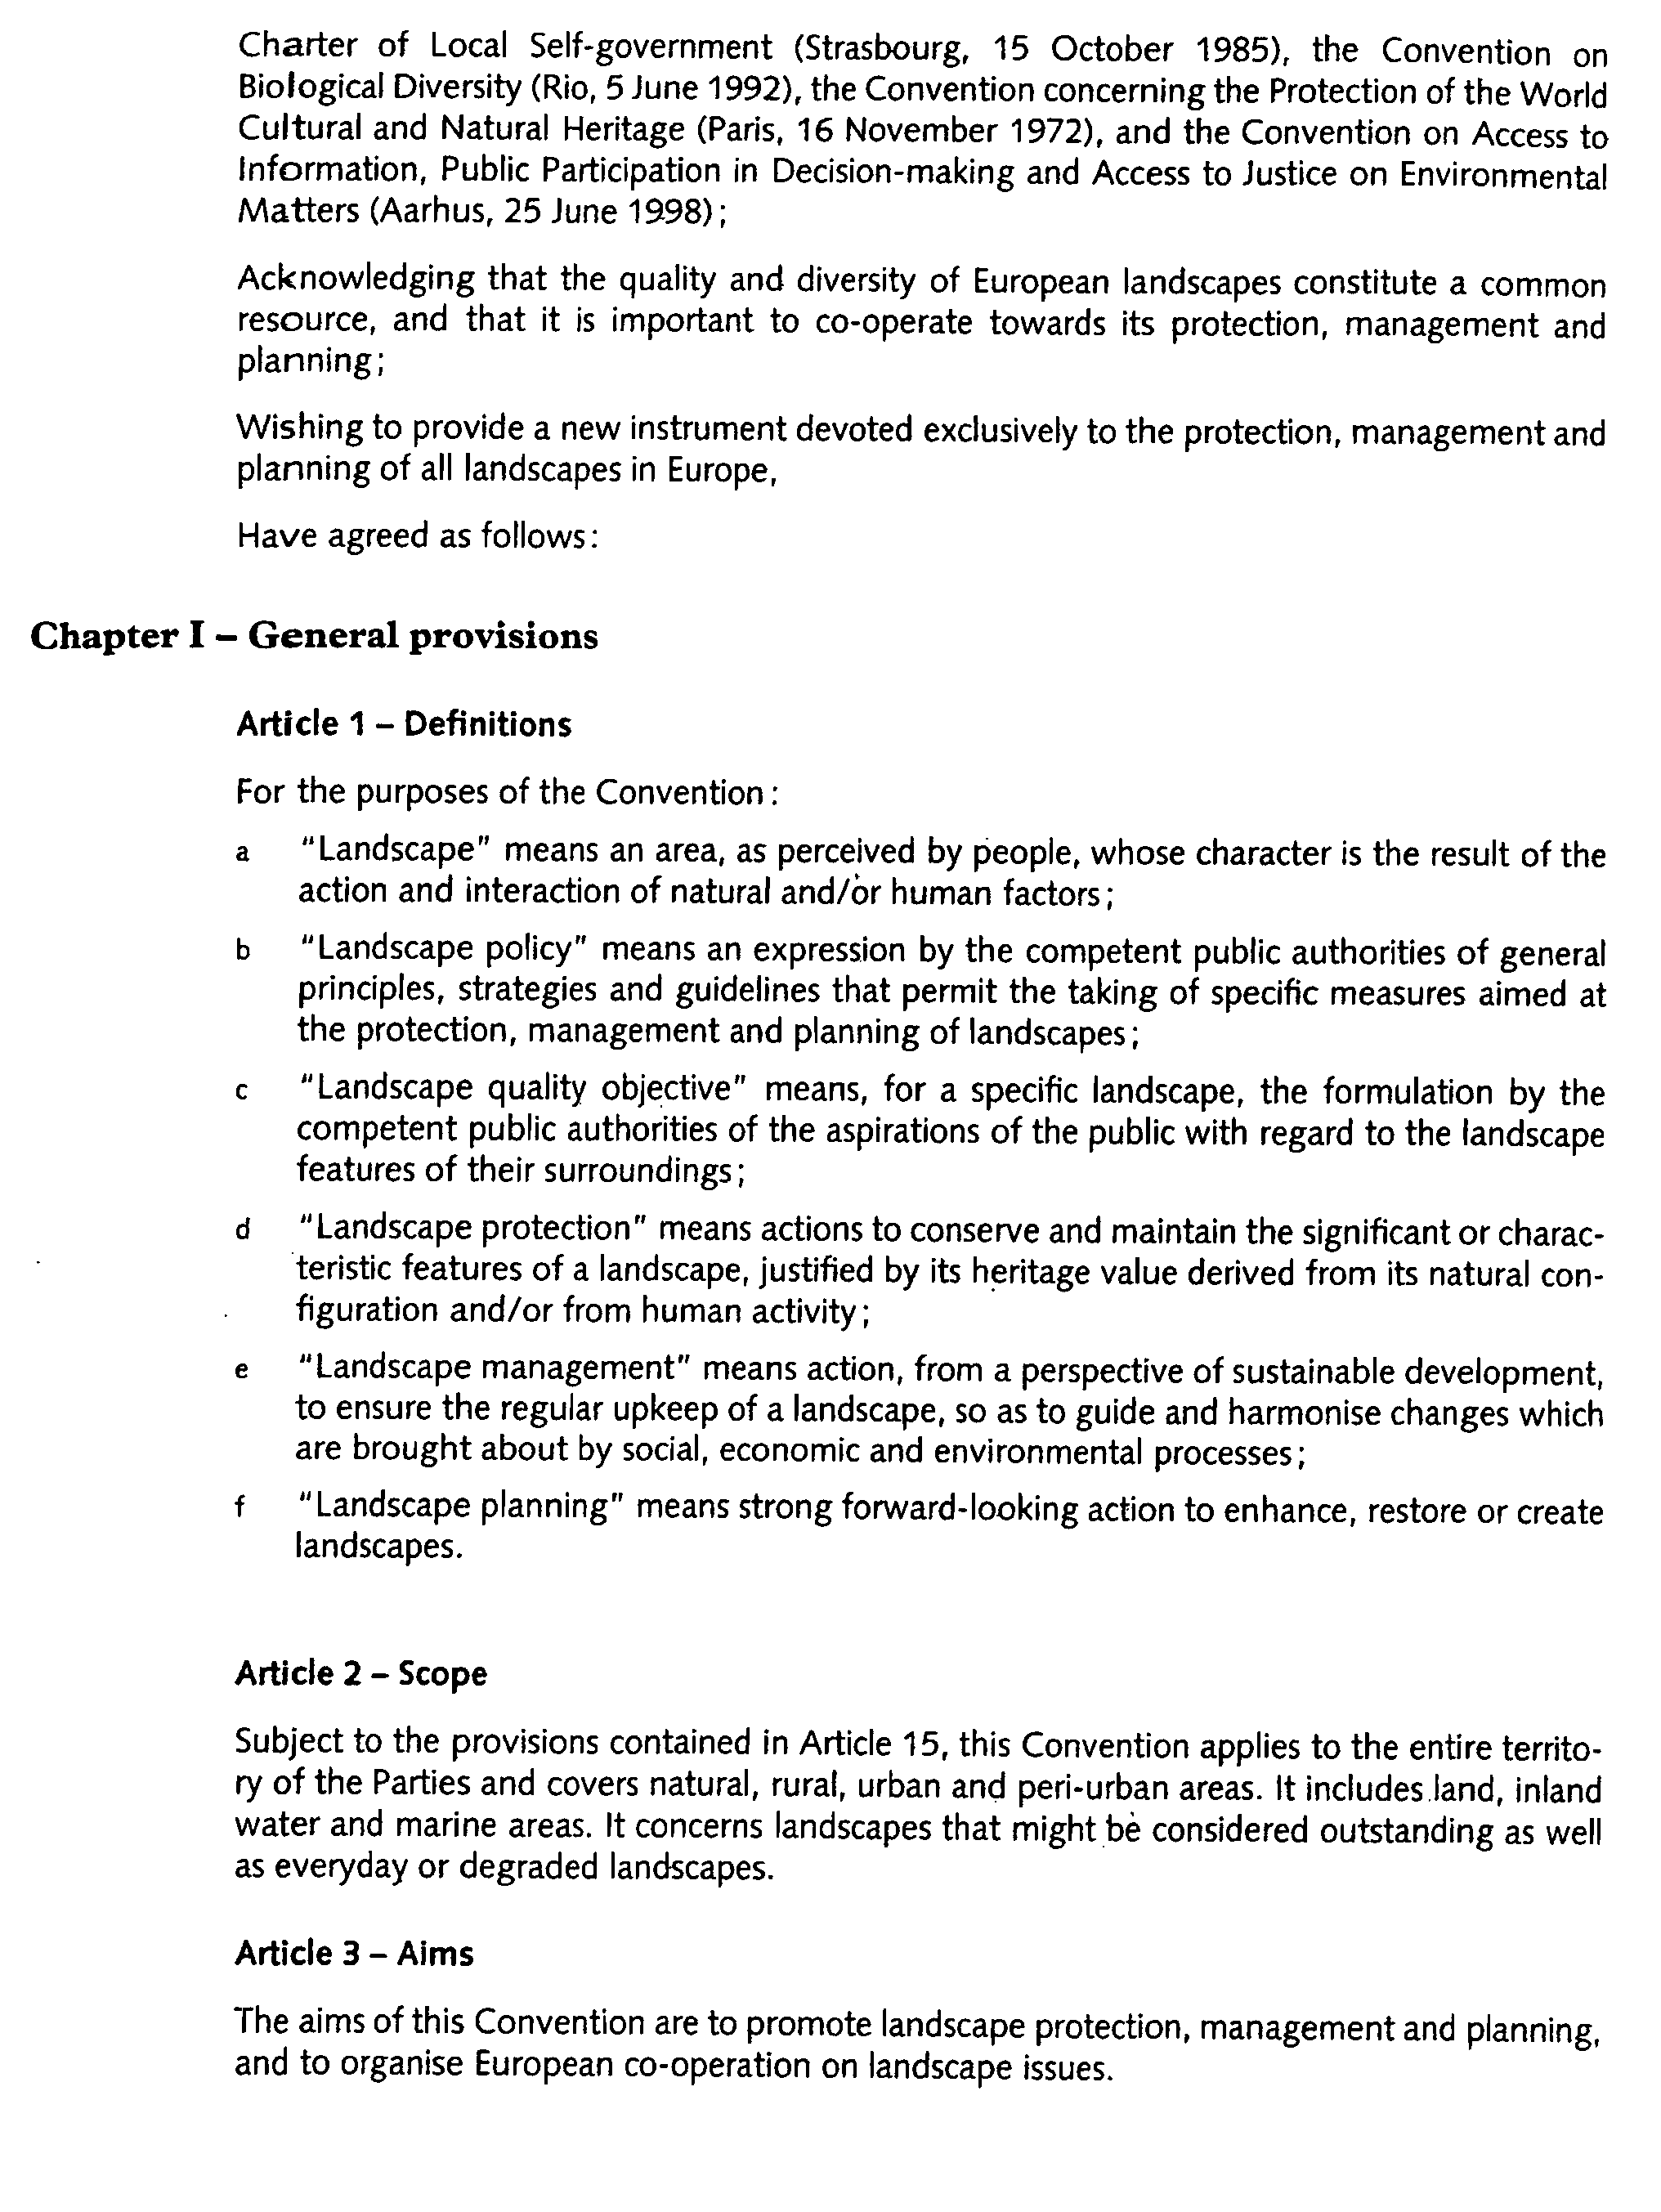 Charter of Local Self-government (Strasbourg, 15 October 1985), the Convention on
Biological Diversity (Rio, 5 June 1992), the Convention concerning the Protection of the World
Cultural and Natural Heritage (Paris, 16 November 1972), and the Convention on Access to
Information, Public Participation in Decision-making and Access to Justice on Environmental
Matters (Aarhus, 25 June 1998);
Acknowledging that the quality and diversity of European landscapes constitute a common
resource, and that it is important to co-operate towards its protection, management and
planning;
Wishing to provide a new instrument devoted exclusively to the protection, management and
planning of all landscapes in Europe,
Have agreed as follows:
Chapter I – General provisions
Article 1 – Definitions
For the purposes of the Convention:
a "Landscape" means an area, as perceived by people, whose character is the result of the
action and interaction of natural and/or human factors;
b "Landscape policy" means an expression by the competent public authorities of general
principles, strategies and guidelines that permit the taking of specific measures aimed at
the protection, management and planning of landscapes;
c "Landscape quality objective" means, for a specific landscape, the formulation by the
competent public authorities of the aspirations of the public with regard to the landscape
features of their surroundings;
d "Landscape protection" means actions to conserve and maintain the significant or charac-
teristic features of a landscape, justified by its heritage value derived from its natural con-
figuration and/or from human activity;
e "Landscape management" means action, from a perspective of sustainable development,
to ensure the regular upkeep of a landscape, so as to guide and harmonise changes which
are brought about by social, economic and environmental processes;
f "Landscape planning" means strong forward-looking action to enhance, restore or create
landscapes.
Article 2 – Scope
Subject to the provisions contained in Article 15, this Convention applies to the entire territo-
ry of the Parties and covers natural, rural, urban and peri-urban areas. It includes land, inland
water and marine areas. It concerns landscapes that might be considered outstanding as well
as everyday or degraded landscapes.
Article 3 – Aims
The aims of this Convention are to promote landscape protection, management and planning,
and to organise European co-operation on landscape issues.